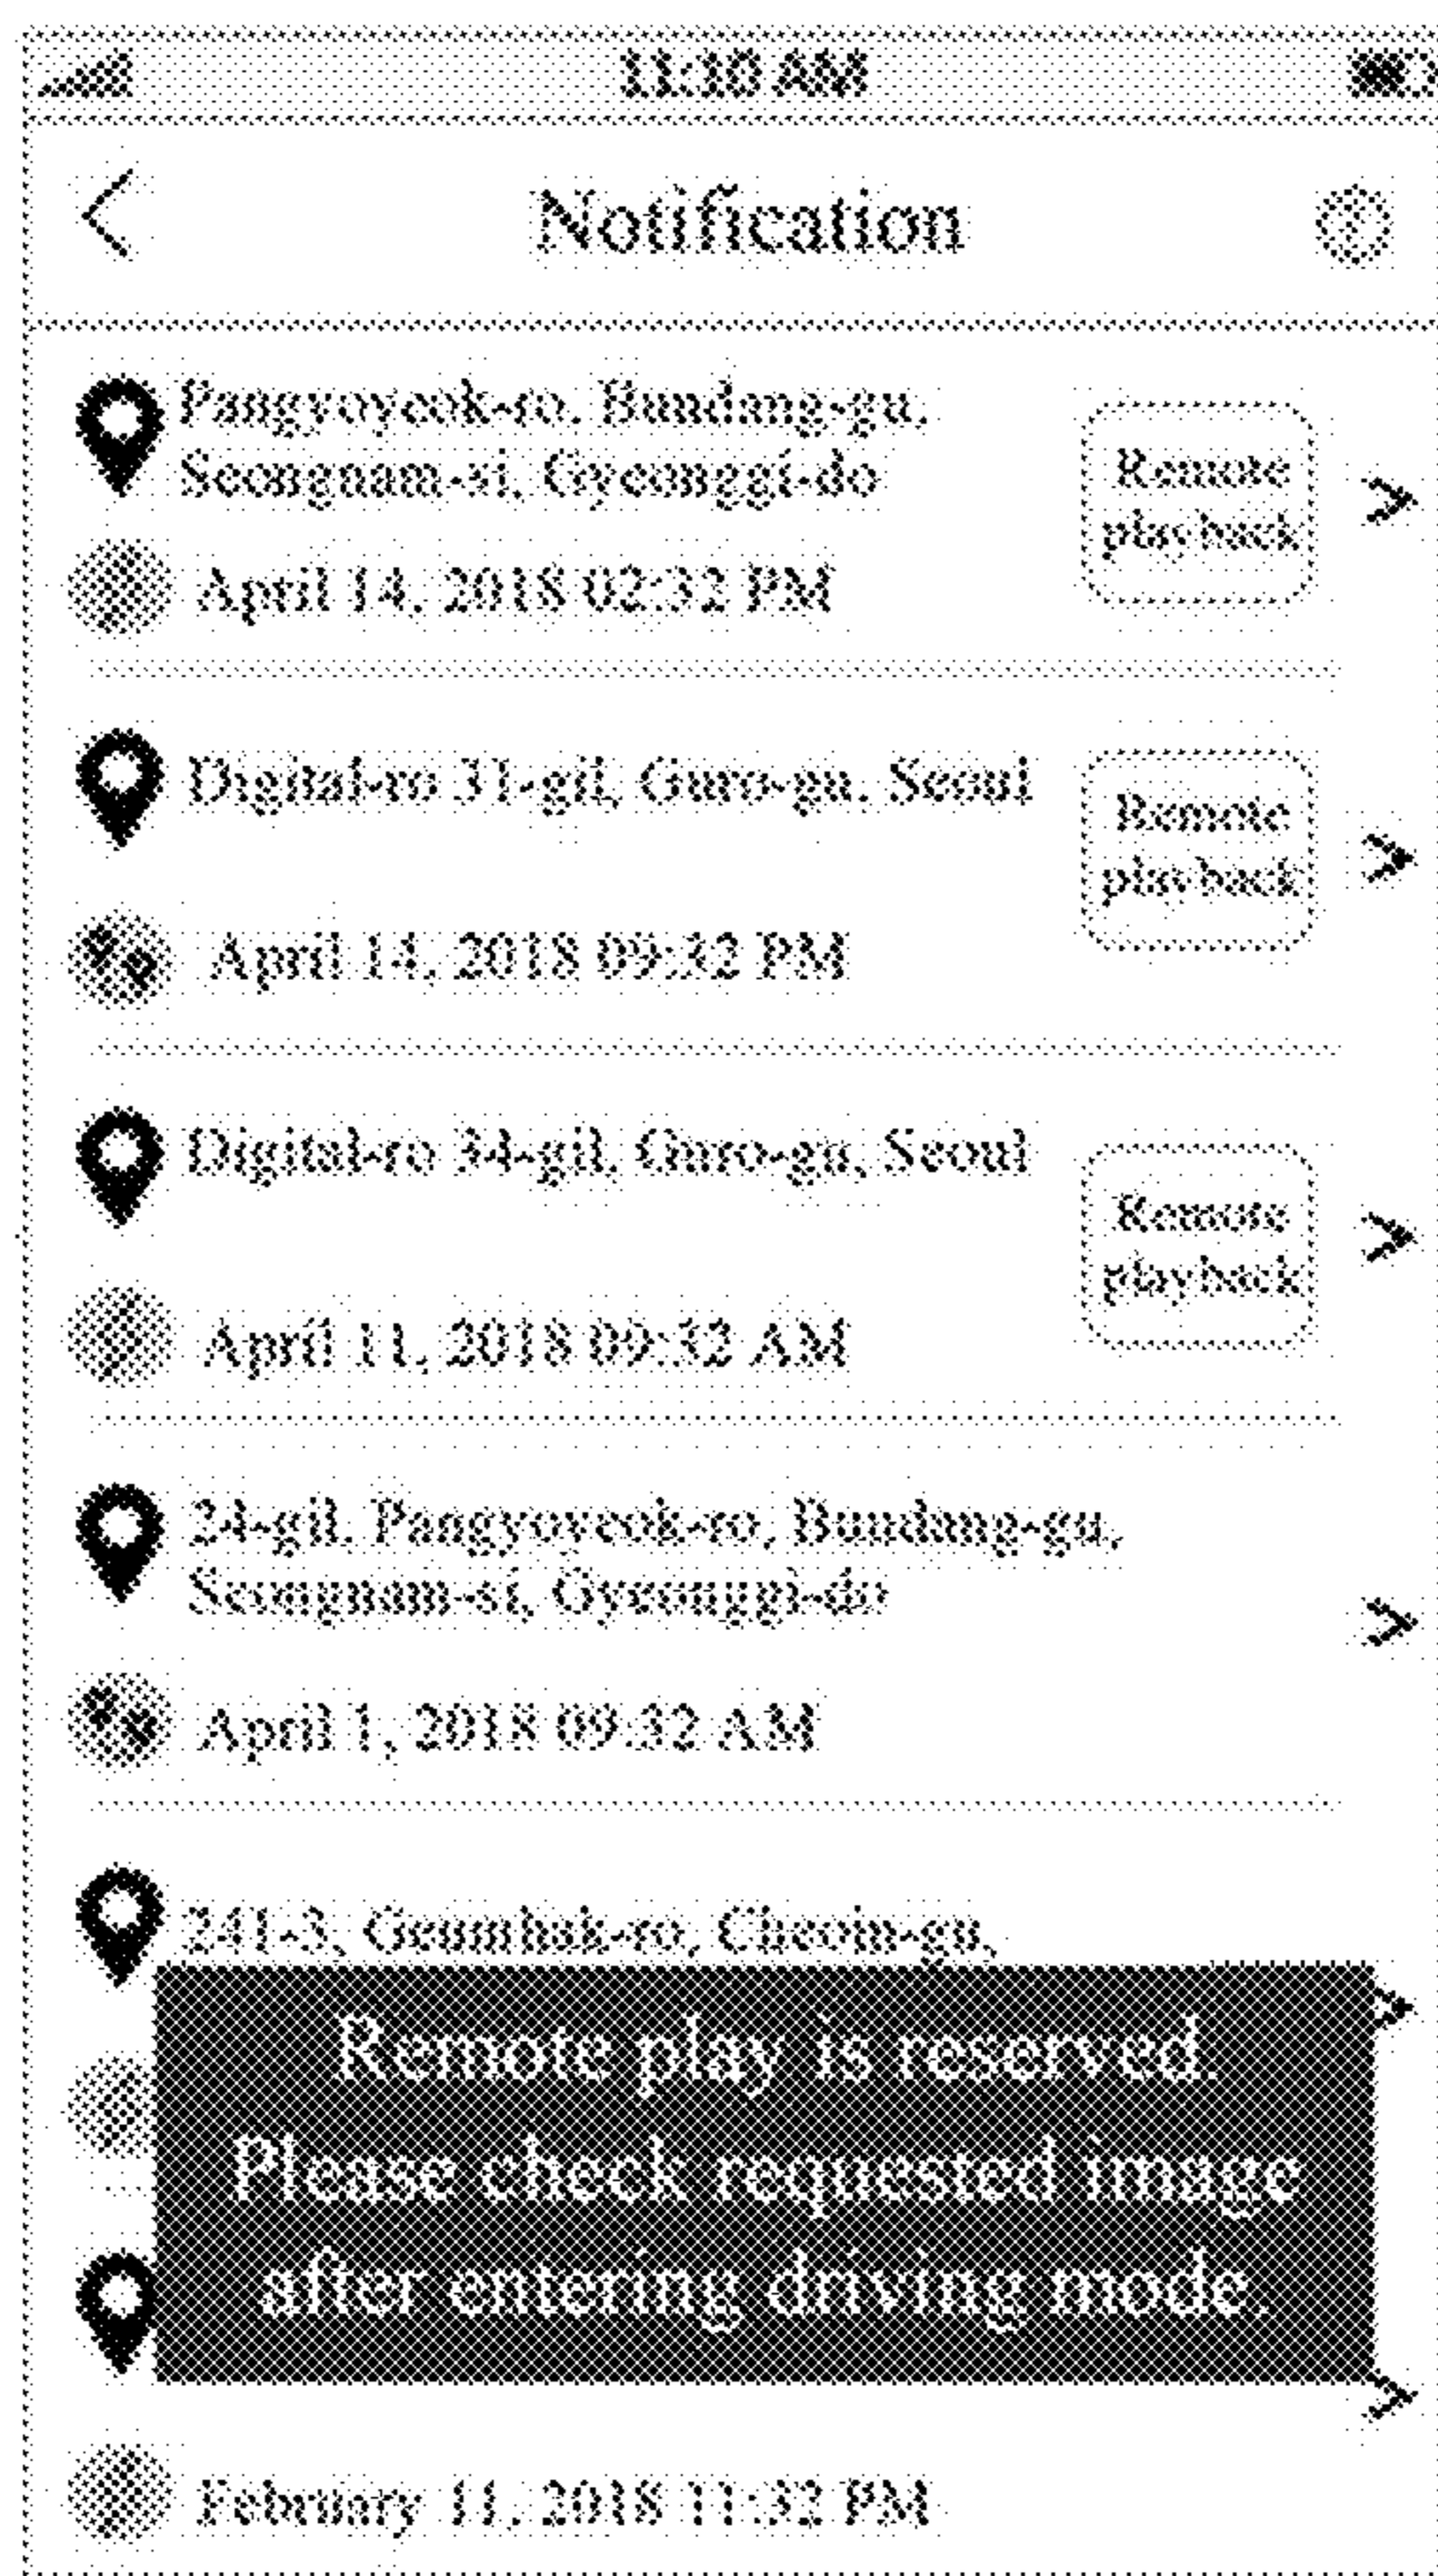 11:10 AM
Notification
Pangyoyeok-ro, Bundang-gu,
Seongnam-si, Gyeonggi-do
Remote
playback
April 14, 2018 02:32 PM
Digital-ro 31-gil, Guro-gu, Seoul
Remote
playback
April 14, 2018 09:32 PM
Digital-ro 34-gil, Guro-gu, Seoul
Remote
playback
April 11, 2018 09:32 AM
24-gil, Pangyoyeok-ro, Bundang-gu,
Seongnam-si, Gyeonggi-do
April 1, 2018 09:32 AM
241-3, Geumhak-ro, Cheoin-gu,
Remote play is reserved.
Please check requested image
after entering driving mode.
February 11, 2018 11:32 PM